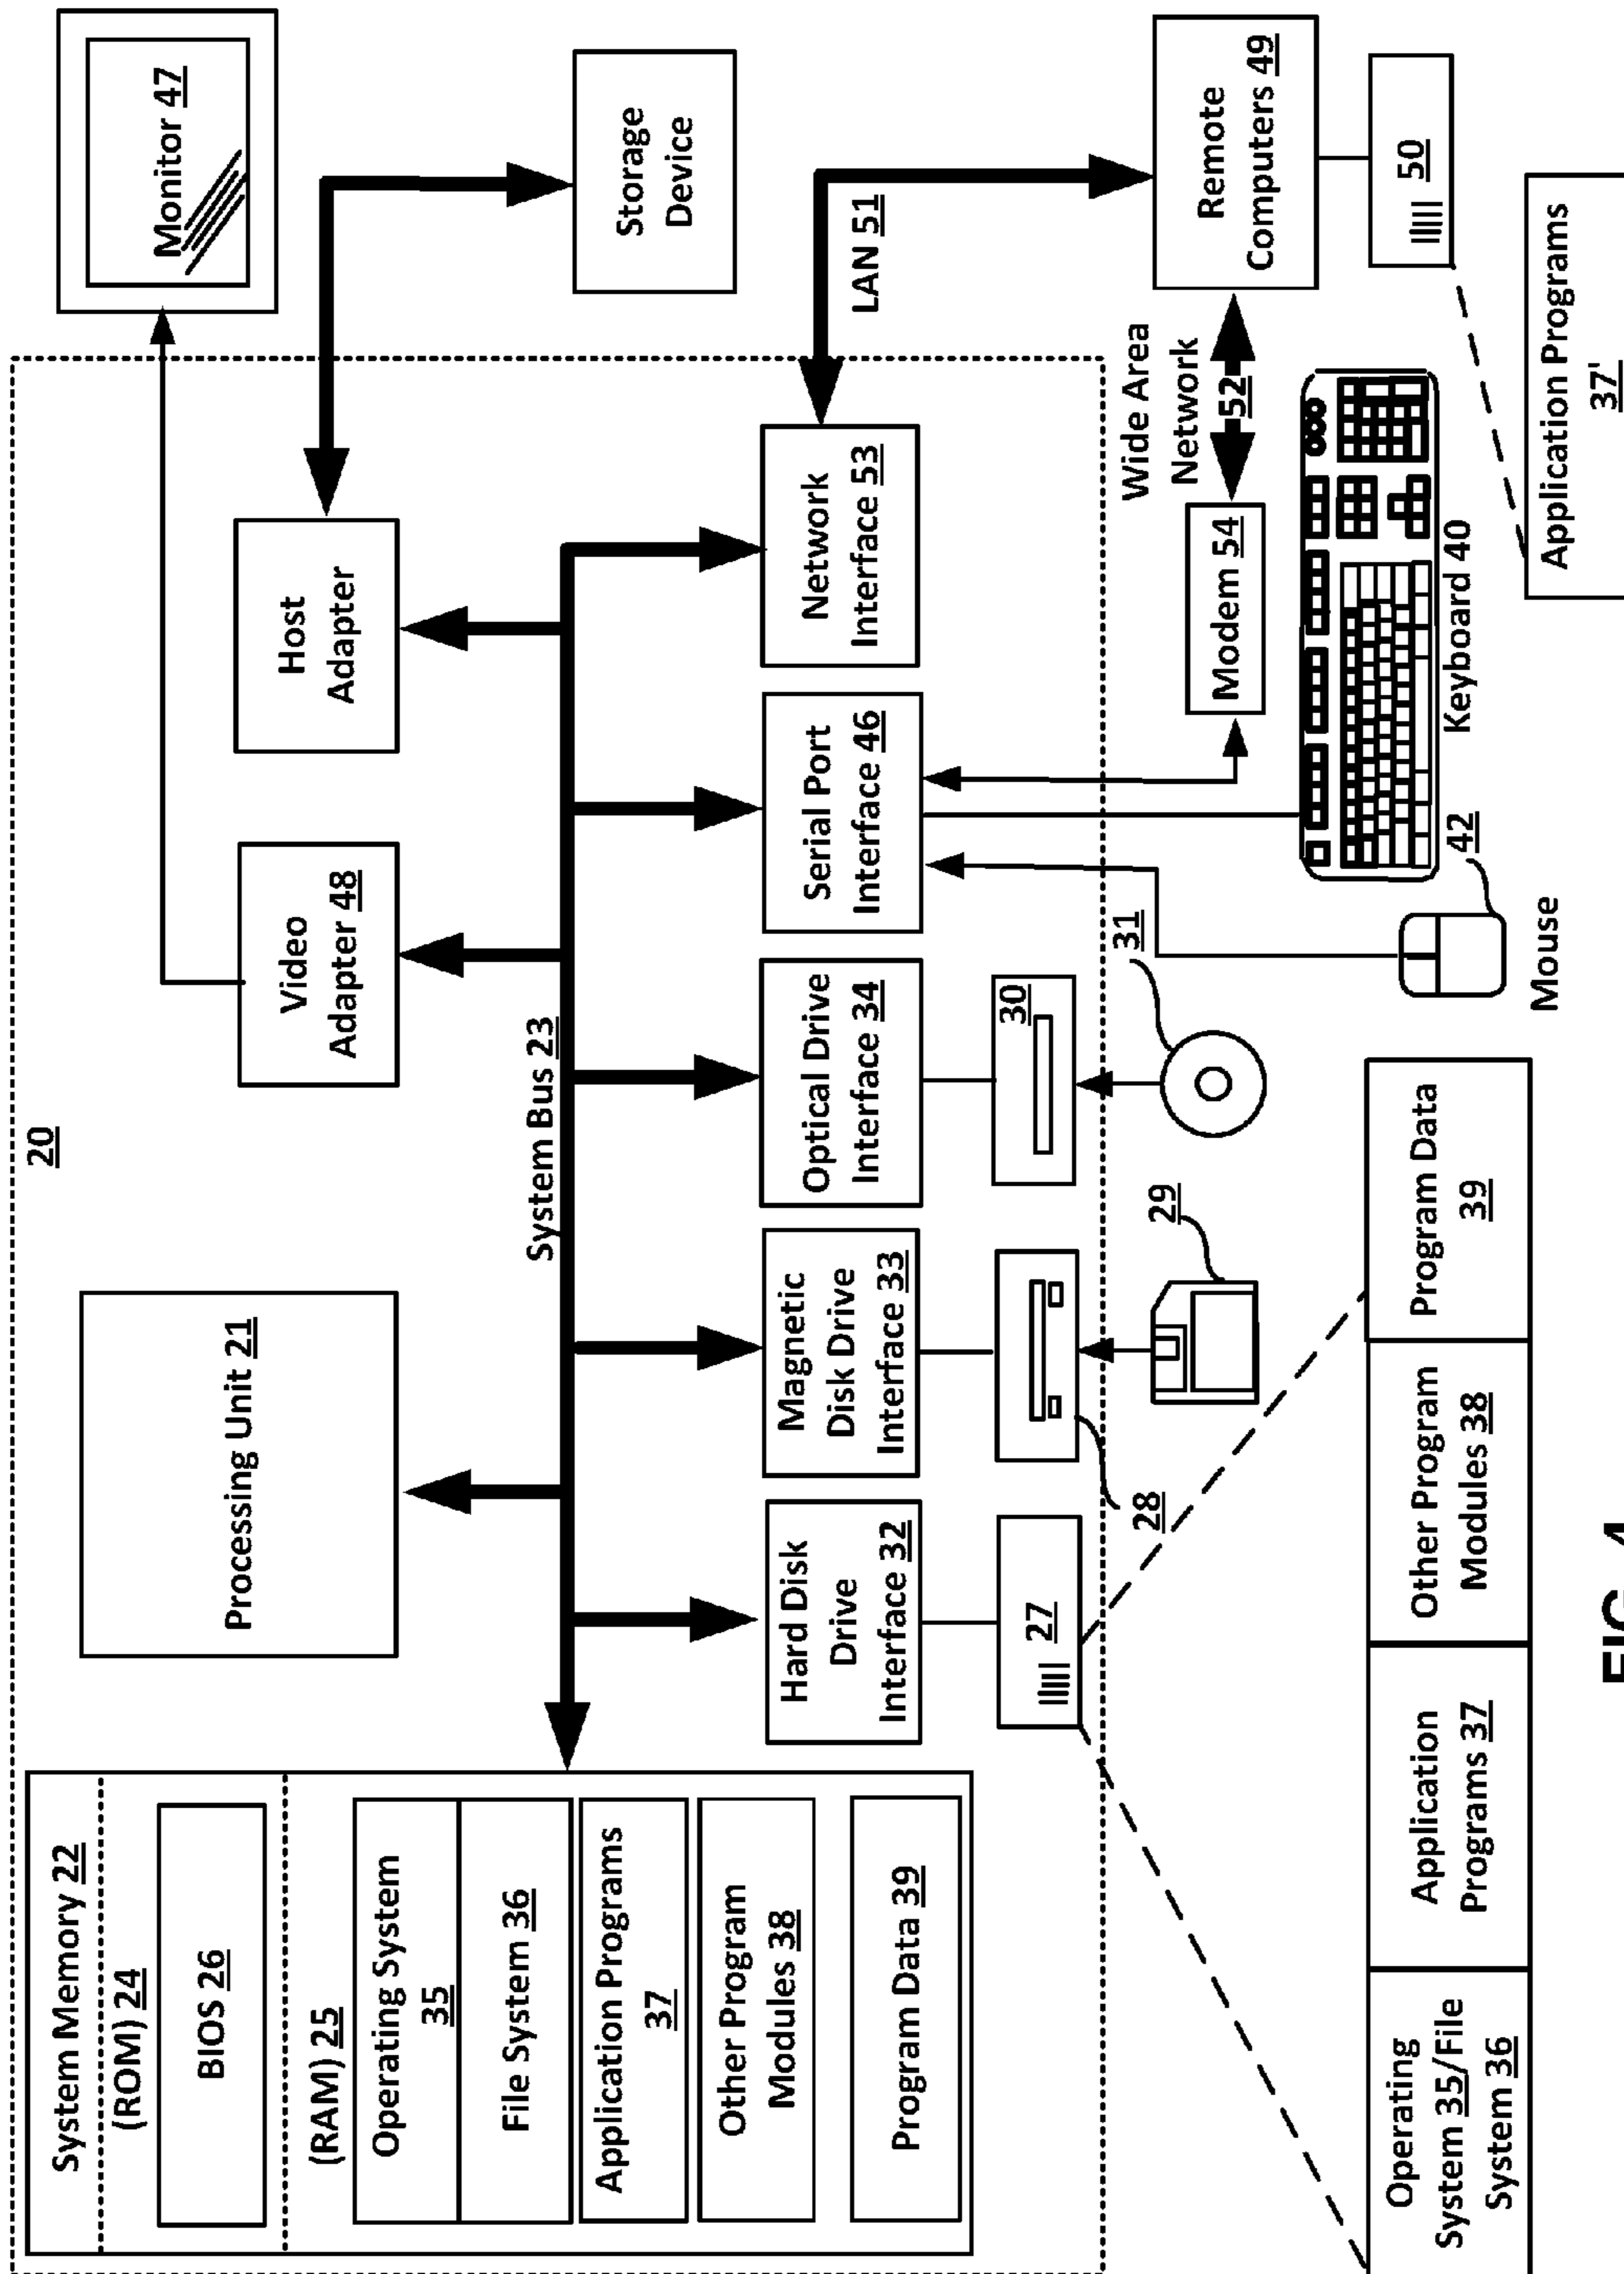 20
System Memory 22
(ROM) 24
BIOS 26
(RAM) 25
Operating System
35
File System 36
Application Programs
37
Other Program
Modules 38
Program Data 39
Processing Unit 21
Video
Adapter 48
Host
Adapter
Monitor 47
System Bus 23
Storage
Device
Hard Disk
Drive
Interface 32
Magnetic
Disk Drive
Interface 33
Optical Drive
Interface 34
Serial Port
Interface 46
Network
Interface 53
LAN 51
27
28
29
30
31
Wide Area
Network
52
Modem 54
Remote
Computers 49
50
Keyboard 40
42
Mouse
Operating
System 35/File
System 36
Application
Programs 37
Other Program
Modules 38
Program Data
39
Application Programs
37'